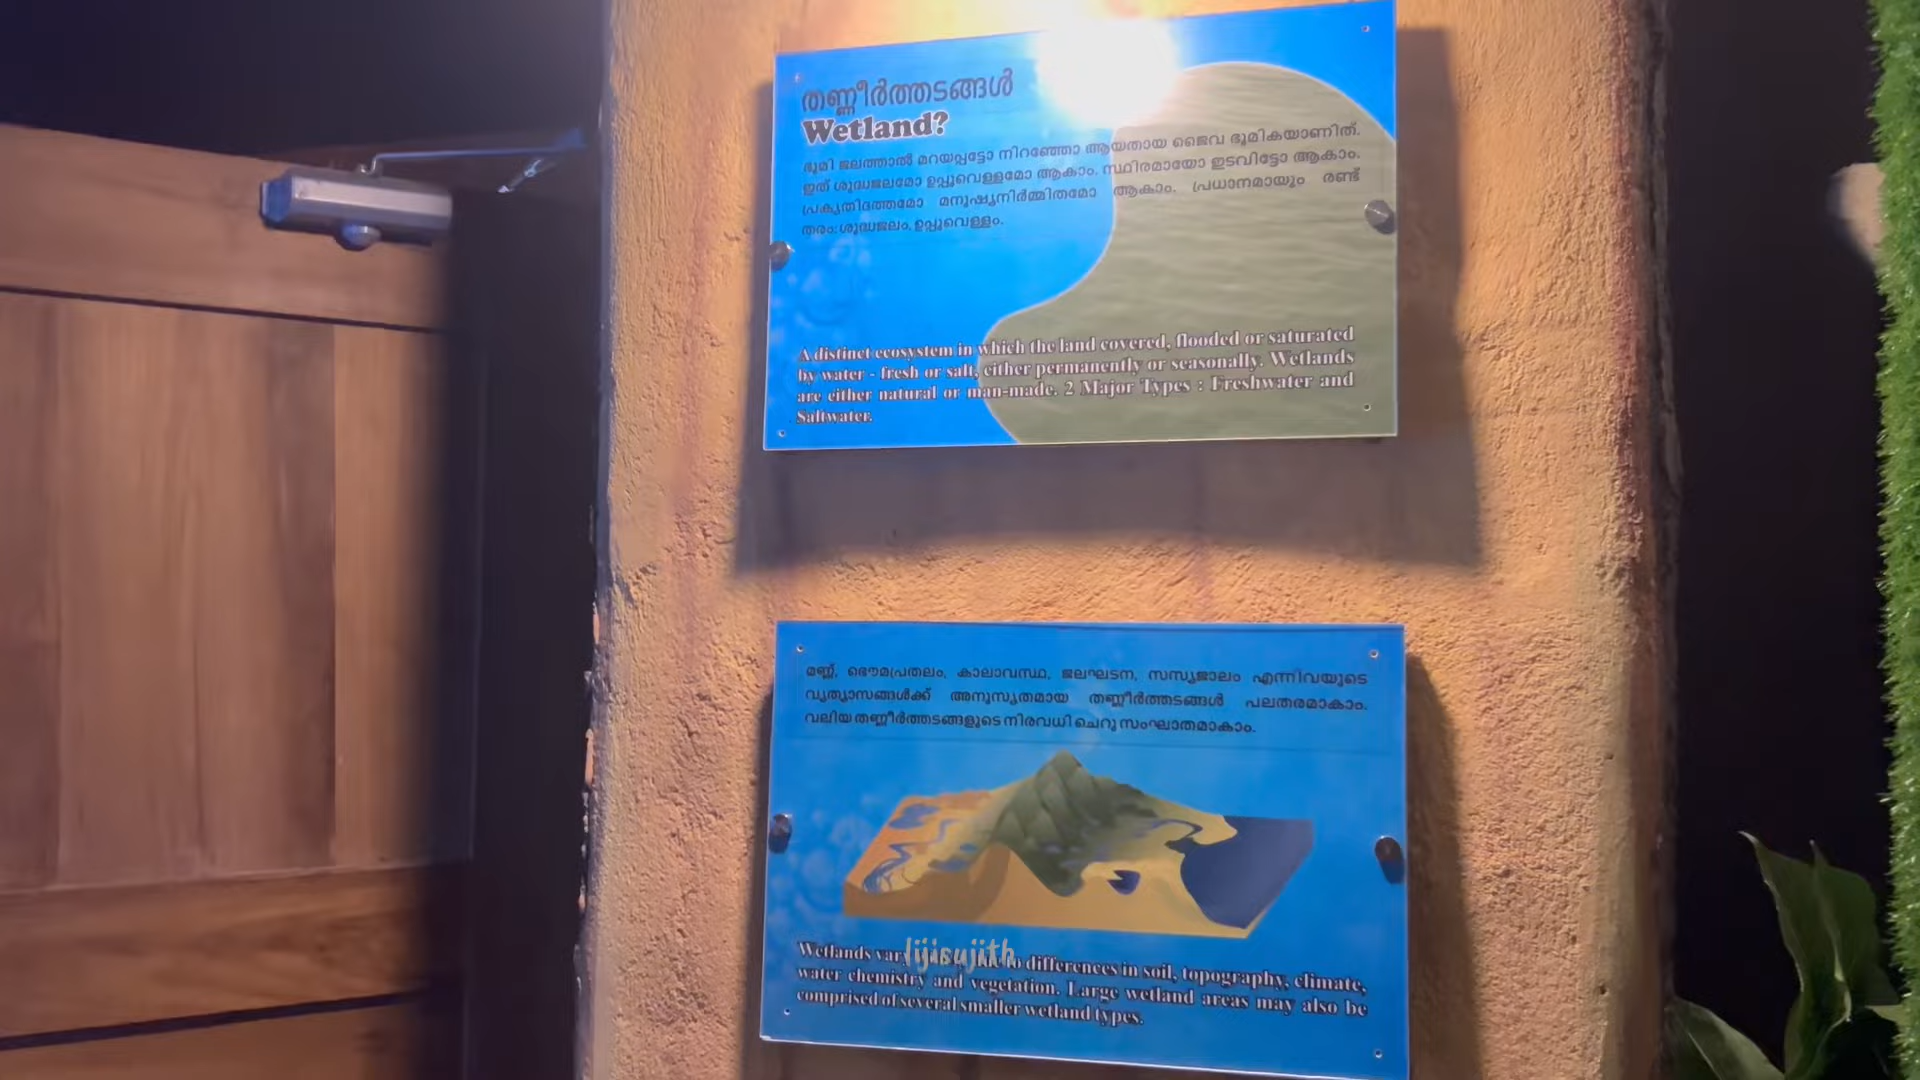 തണ്ണീർത്തടങ്ങൾ
Wetland?
ഭൂമി ജലത്താൽ മറയപ്പട്ടോ നിറഞ്ഞോ ആയതായ ജൈവ ഭൂമികയാണിത്.
ഇത് ശുദ്ധജലമോ ഉപ്പുവെള്ളമോ ആകാം. സ്ഥിരമായോ ഇടവിട്ടോ ആകാം.
പ്രകൃതിദത്തമോ മനുഷ്യനിർമ്മിതമോ ആകാം. പ്രധാനമായും രണ്ട്
തരം: ശുദ്ധജലം, ഉപ്പുവെള്ളം.
A distinct ecosystem in which the land covered, flooded or saturated
by water - fresh or salt, either permanently or seasonally. Wetlands
are either natural or man-made. 2 Major Types : Freshwater and
Saltwater.
മണ്ണ്, ഭൌമപ്രതലം, കാലാവസ്ഥ, ജലഘടന, സസ്യജാലം എന്നിവയുടെ
വ്യത്യാസങ്ങൾക്ക് അനുസൃതമായ തണ്ണീർത്തടങ്ങൾ പലതരമാകാം.
വലിയ തണ്ണീർത്തടങ്ങളുടെ നിരവധി ചെറു സംഘാതമാകാം.
Wetlands vary to differences in soil, topography, climate,
water chemistry and vegetation. Large wetland areas may also be
comprised of several smaller wetland types.
lijisujith